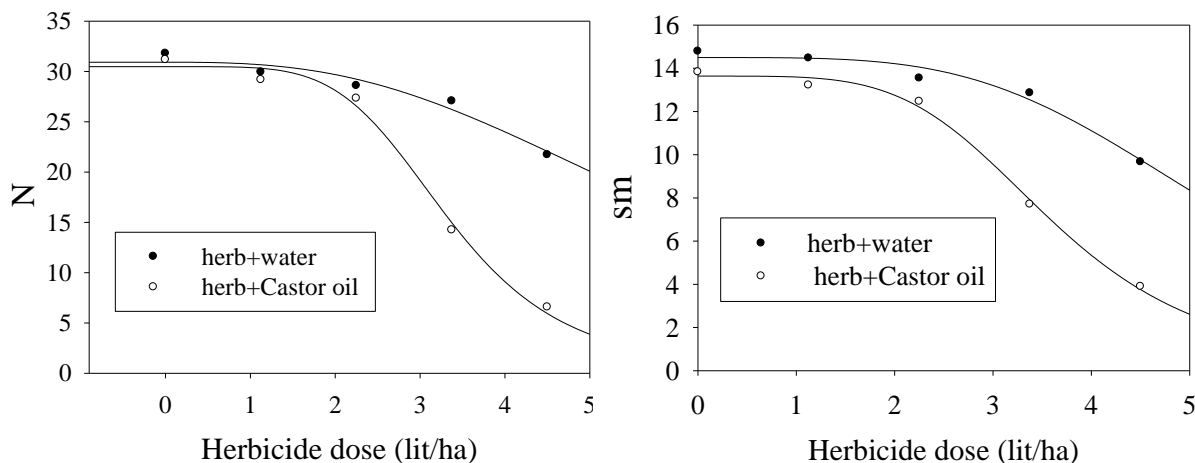 35
30
25
20
15
10
5
0
N
herb+water
herb+Castor oil
0 1 2 3 4 5
Herbicide dose (lit/ha)
16
14
12
10
8
6
4
2
0
sm
herb+water
herb+Castor oil
0 1 2 3 4 5
Herbicide dose (lit/ha)